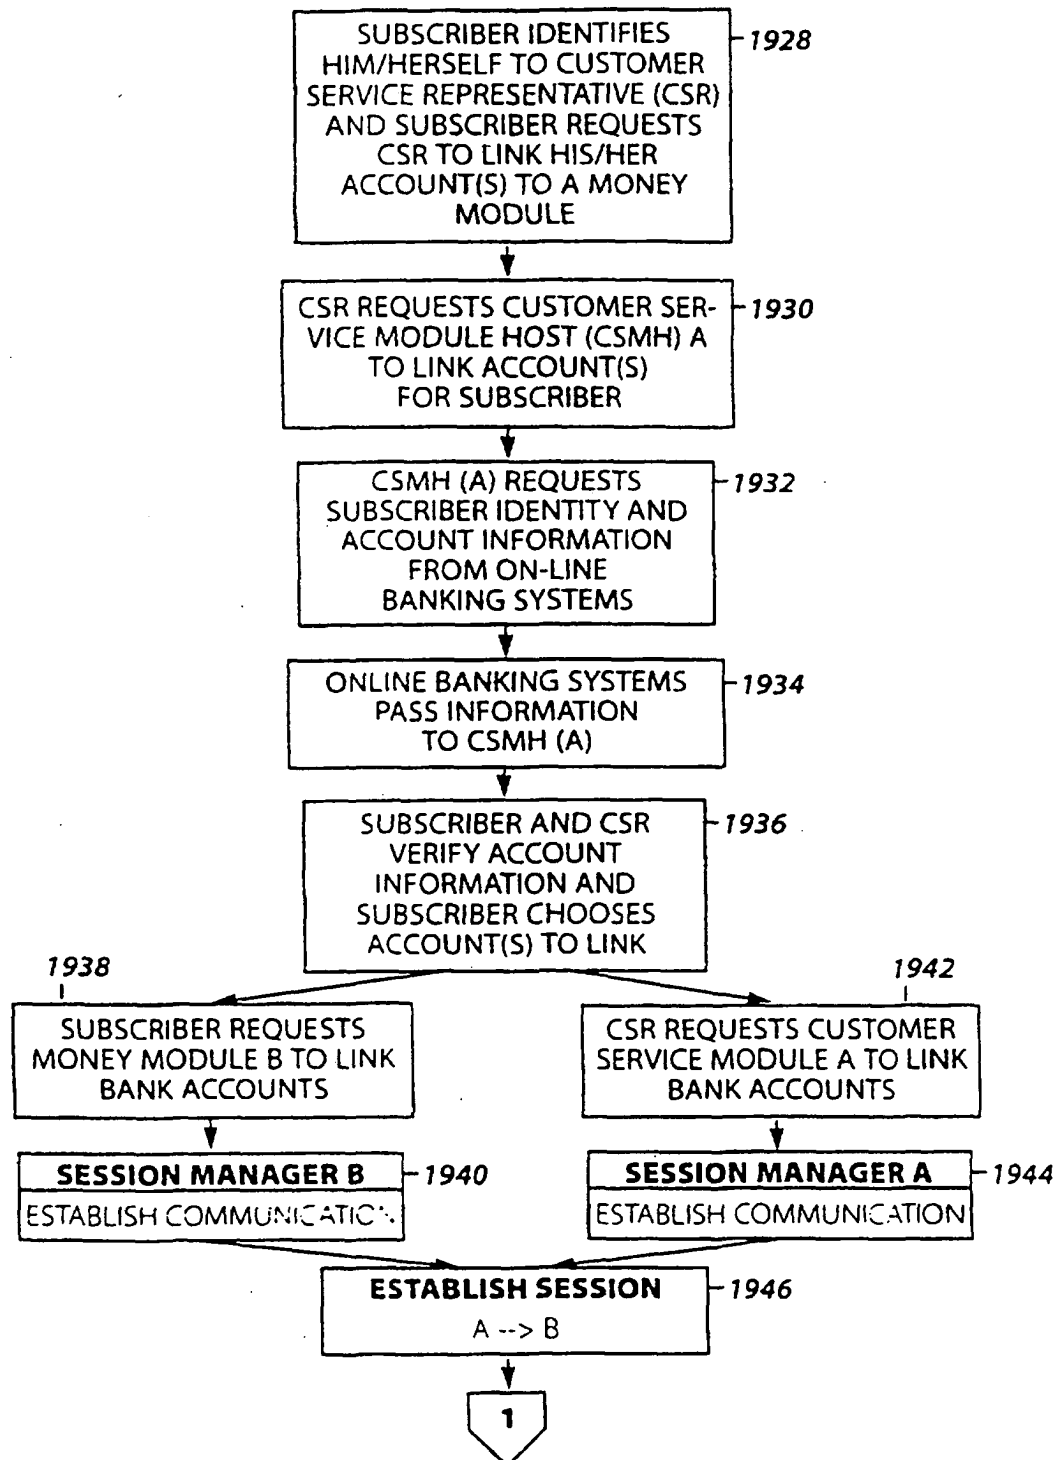 SUBSCRIBER IDENTIFIES
HIM/HERSELF TO CUSTOMER
SERVICE REPRESENTATIVE (CSR)
AND SUBSCRIBER REQUESTS
CSR TO LINK HIS/HER
ACCOUNT(S) TO A MONEY
MODULE
1928
CSR REQUESTS CUSTOMER SER-
VICE MODULE HOST (CSMH) A
TO LINK ACCOUNT(S)
FOR SUBSCRIBER
1930
CSMH (A) REQUESTS
SUBSCRIBER IDENTITY AND
ACCOUNT INFORMATION
FROM ON-LINE
BANKING SYSTEMS
1932
ONLINE BANKING SYSTEMS
PASS INFORMATION
TO CSMH (A)
1934
SUBSCRIBER AND CSR
VERIFY ACCOUNT
INFORMATION AND
SUBSCRIBER CHOOSES
ACCOUNT(S) TO LINK
1936
1938
SUBSCRIBER REQUESTS
MONEY MODULE B TO LINK
BANK ACCOUNTS
1942
CSR REQUESTS CUSTOMER
SERVICE MODULE A TO LINK
BANK ACCOUNTS
SESSION MANAGER B
1940
ESTABLISH COMMUNICATION
SESSION MANAGER A
1944
ESTABLISH COMMUNICATION
ESTABLISH SESSION
1946
A --> B
1